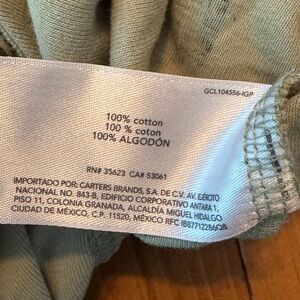 GCL104556-IGP
100% cotton
100 % coton
100% ALGODÓN
RN# 35623 CA# 53061
IMPORTADO POR: CARTERS BRANDS, S.A. DE C.V. AV. EJÉRCITO
NACIONAL NO. 843-B, EDIFICIO CORPORATIVO ANTARA 1,
PISO 11, COLONIA GRANADA, ALCALDÍA MIGUEL HIDALGO
CIUDAD DE MÉXICO, C.P. 11520, MÉXICO RFC